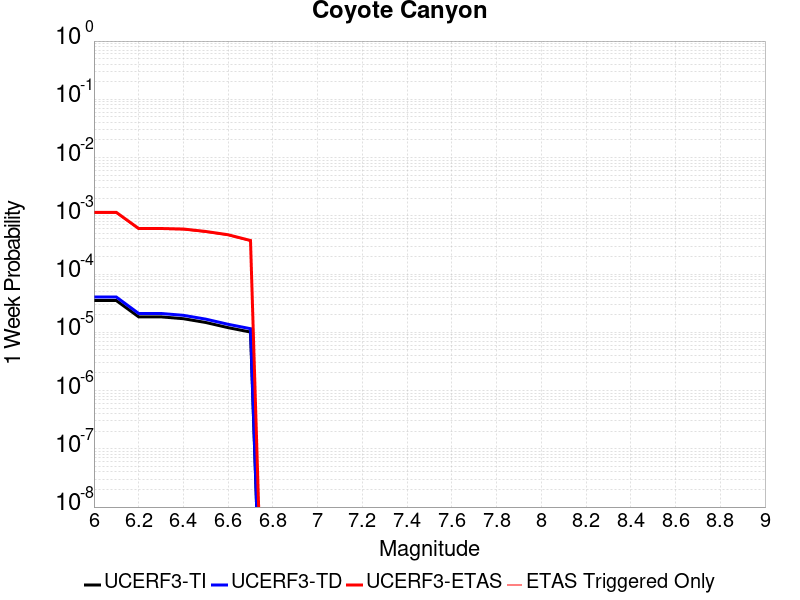 Coyote Canyon
10^0
10^-1
10^-2
10^-3
10^-4
10^-5
10^-6
10^-7
10^-8
1 Week Probability
6 6.2 6.4 6.6 6.8 7 7.2 7.4 7.6 7.8 8 8.2 8.4 8.6 8.8 9
Magnitude
UCERF3-TI UCERF3-TD UCERF3-ETAS ETAS Triggered Only